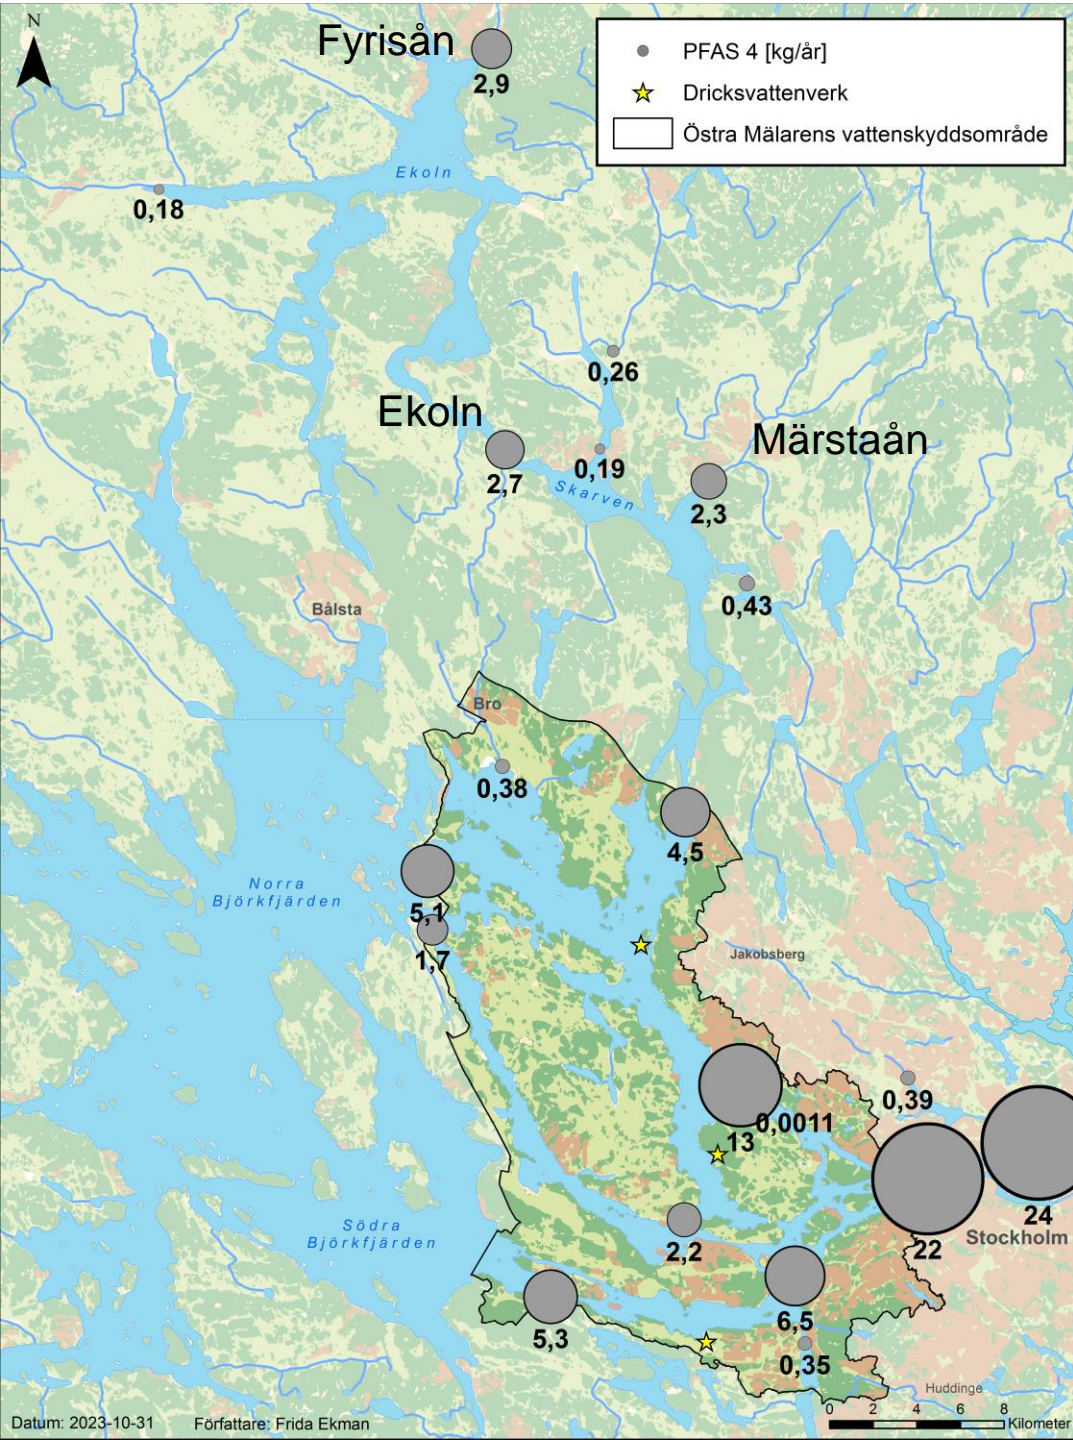 N
Fyrisån
2,9
PFAS 4 [kg/år]
Dricksvattenverk
Östra Mälarens vattenskyddsområde
Ekoln
0,18
0,26
Ekoln
Märstaån
0,19
2,7
Skarven
2,3
0,43
Bålsta
Bro
0,38
4,5
Norra
Björkfjärden
5,1
1,7
Jakobsberg
0,39
0,0011
13
24
Stockholm
22
Södra
Björkfjärden
2,2
6,5
5,3
0,35
Huddinge
Datum: 2023-10-31 Författare: Frida Ekman
0 2 4 6 8
Kilometer